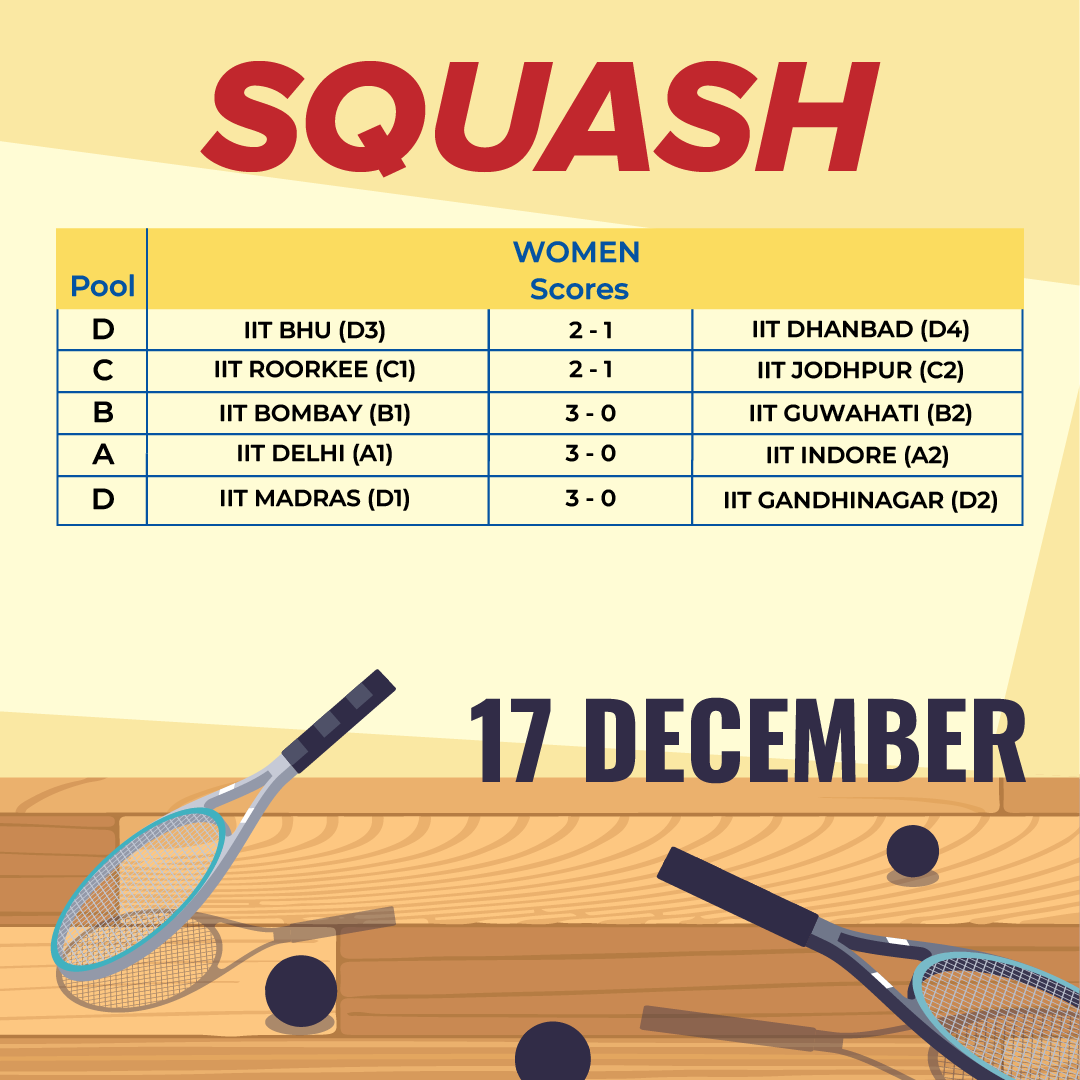 SQUASH
WOMEN
Pool Scores
D IIT BHU (D3) 2 - 1 IIT DHANBAD (D4)
C IIT ROORKEE (C1) 2 - 1 IIT JODHPUR (C2)
B IIT BOMBAY (B1) 3 - 0 IIT GUWAHATI (B2)
A IIT DELHI (A1) 3 - 0 IIT INDORE (A2)
D IIT MADRAS (D1) 3 - 0 IIT GANDHINAGAR (D2)
17 DECEMBER